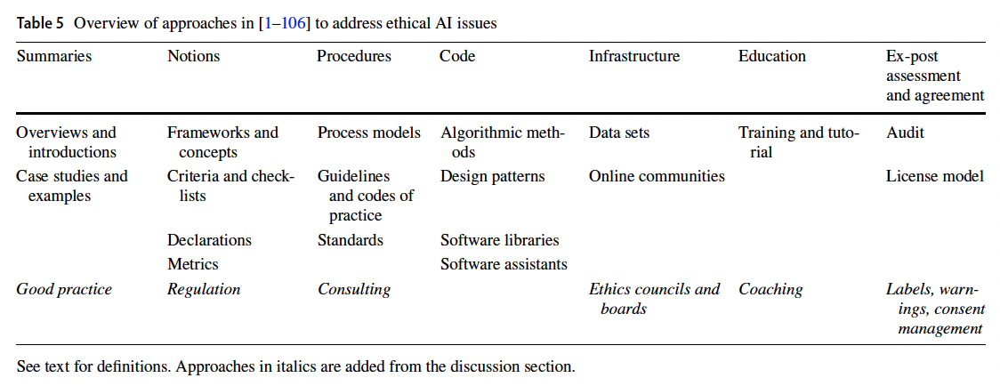 Table 5 Overview of approaches in [1–106] to address ethical AI issues
Summaries Notions Procedures Code Infrastructure Education Ex-post
assessment
and agreement
Overviews and Frameworks and Process models Algorithmic meth- Data sets Training and tuto- Audit
introductions concepts ods rial
Case studies and Criteria and check- Guidelines Design patterns Online communities License model
examples lists and codes of
practice
Declarations Standards Software libraries
Metrics Software assistants
Good practice Regulation Consulting Ethics councils and Coaching Labels, warn-
boards ings, consent
management
See text for definitions. Approaches in italics are added from the discussion section.